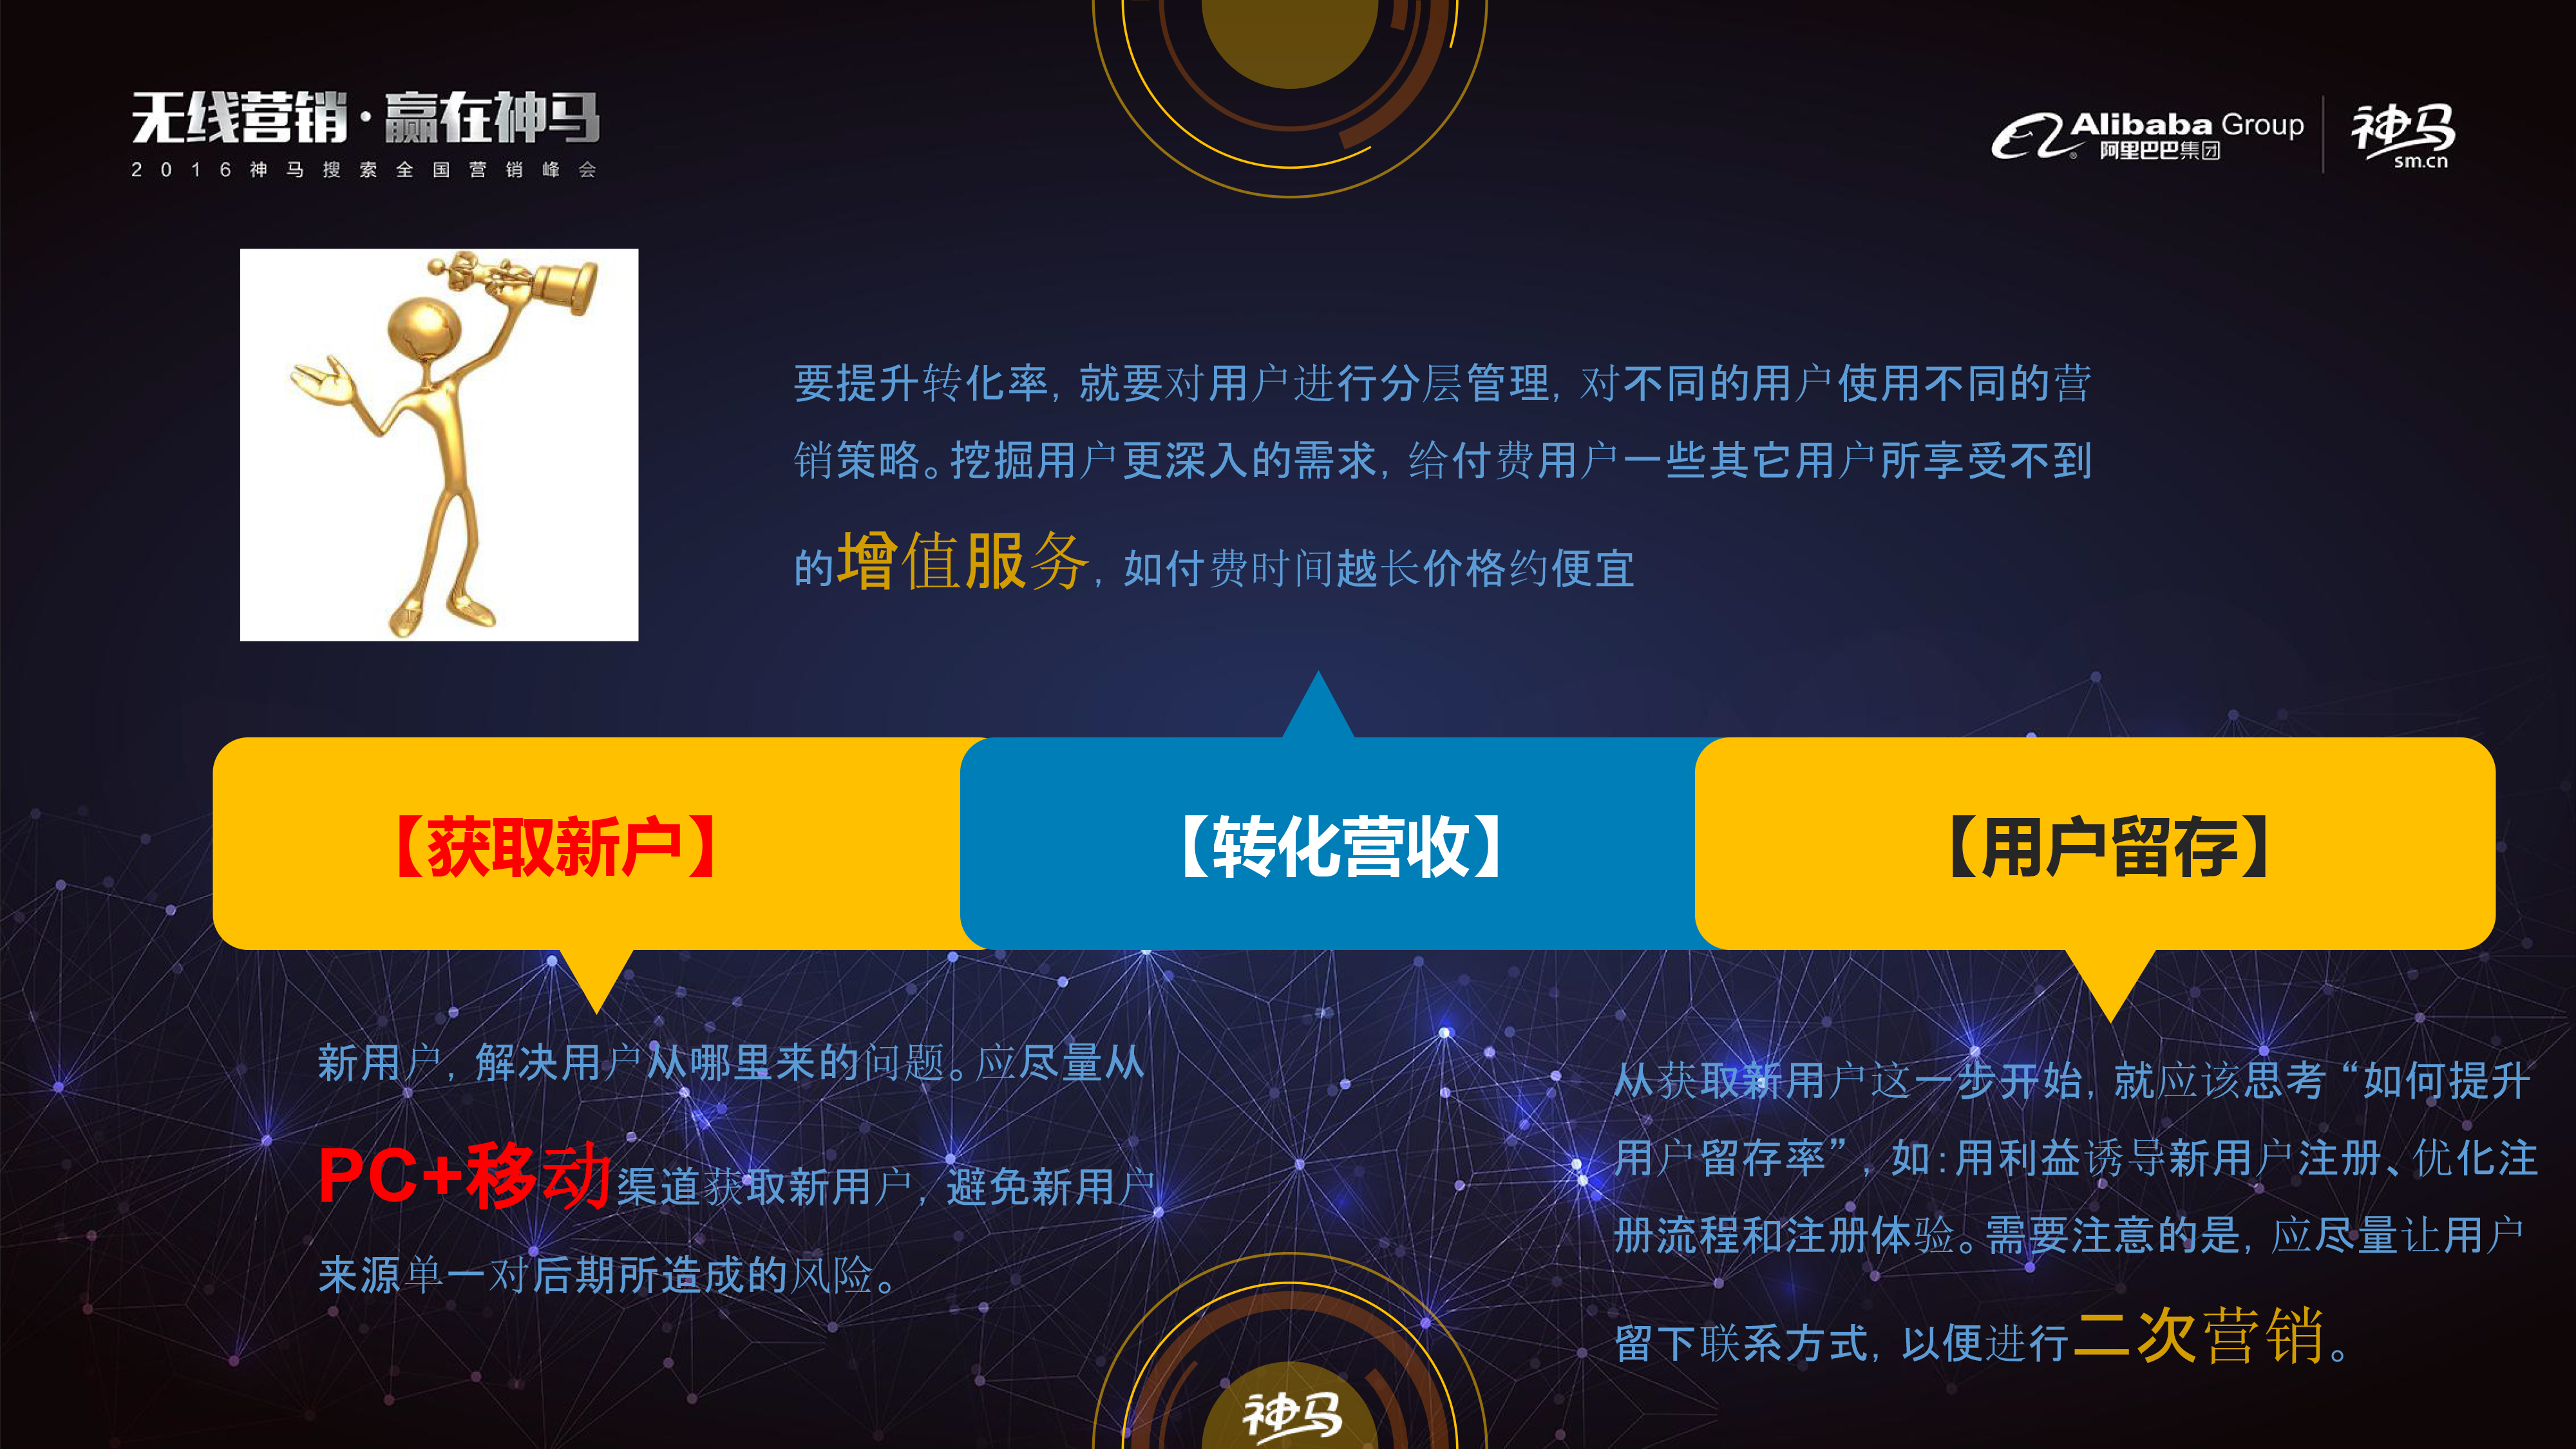 无线营销·赢在神马
2016神马搜索全国营销峰会
Alibaba Group
阿里巴巴集团
神马
sm.cn
要提升转化率，就要对用户进行分层管理，对不同的用户使用不同的营
销策略。挖掘用户更深入的需求，给付费用户一些其它用户所享受不到
的增值服务，如付费时间越长价格约便宜
【获取新户】
【转化营收】
【用户留存】
新用户，解决用户从哪里来的问题。应尽量从
PC+移动渠道获取新用户，避免新用户
来源单一对后期所造成的风险。
从获取新用户这一步开始，就应该思考“如何提升
用户留存率”，如：用利益诱导新用户注册、优化注
册流程和注册体验。需要注意的是，应尽量让用户
留下联系方式，以便进行二次营销。
神马